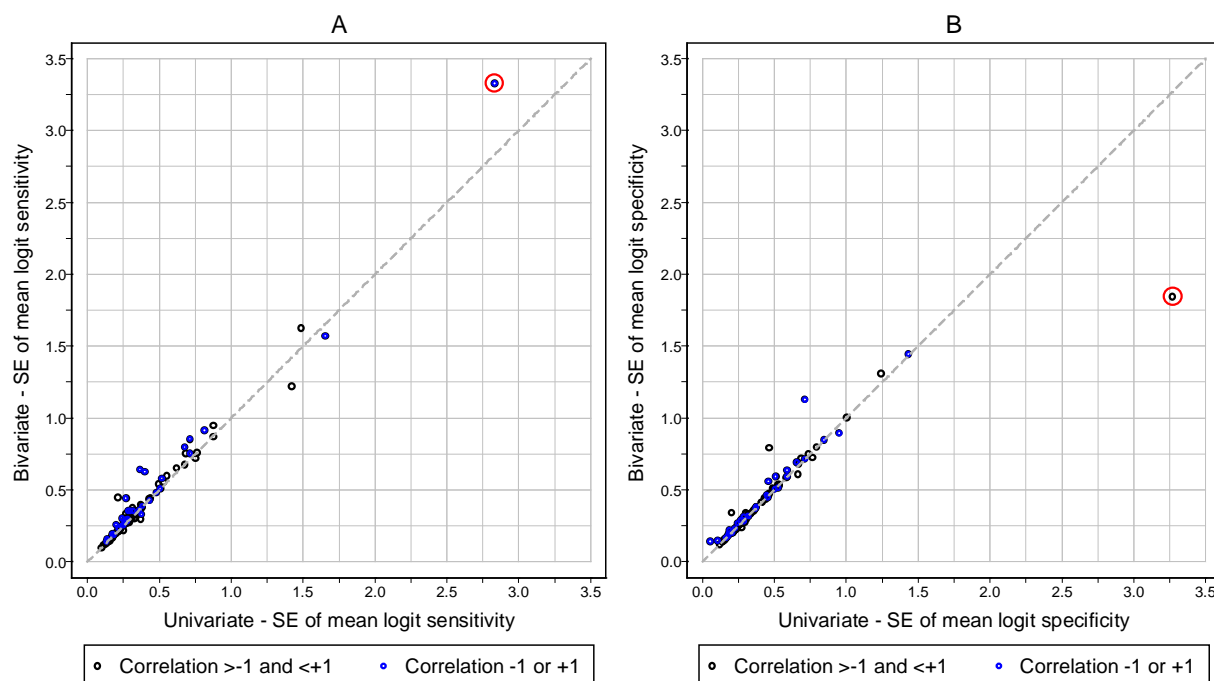 A
Bivariate - SE of mean logit sensitivity
3.5
3.0
2.5
2.0
1.5
1.0
0.5
0.0
0.0 0.5 1.0 1.5 2.0 2.5 3.0 3.5
Univariate - SE of mean logit sensitivity
Correlation >-1 and <+1 Correlation -1 or +1
B
Bivariate - SE of mean logit specificity
3.5
3.0
2.5
2.0
1.5
1.0
0.5
0.0
0.0 0.5 1.0 1.5 2.0 2.5 3.0 3.5
Univariate - SE of mean logit specificity
Correlation >-1 and <+1 Correlation -1 or +1